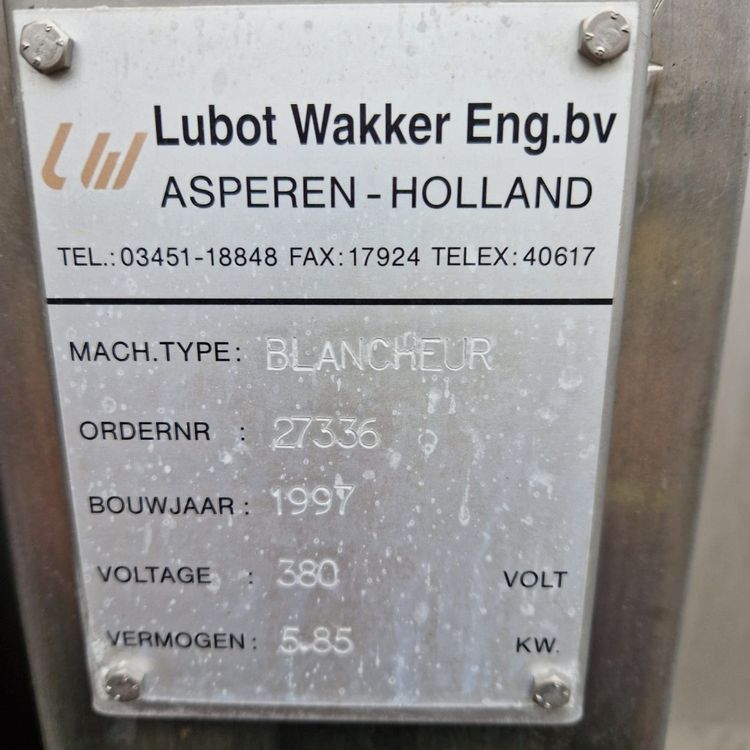 LW Lubot Wakker Eng.bv
ASPEREN - HOLLAND
TEL.: 03451-18848 FAX: 17924 TELEX: 40617
MACH.TYPE: BLANCHEUR
ORDERNR : 27336
BOUWJAAR: 1997
VOLTAGE : 380 VOLT
VERMOGEN: 5.85 KW.